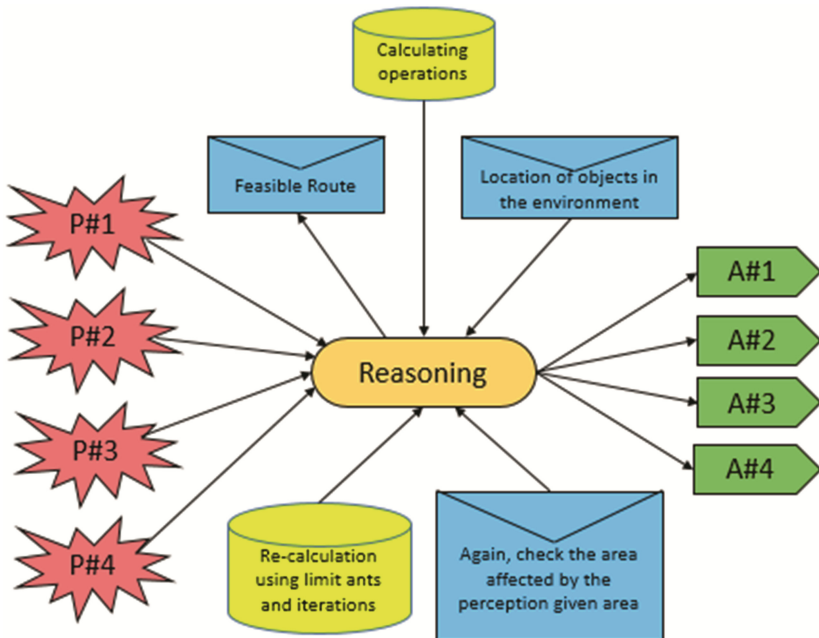 Calculating
operations
Feasible Route
Location of objects in
the environment
P#1
P#2
P#3
P#4
Reasoning
A#1
A#2
A#3
A#4
Re-calculation
using limit ants
and iterations
Again, check the area
affected by the
perception given area